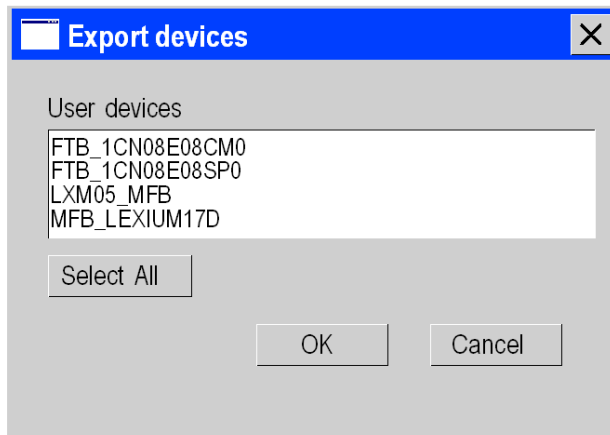 Export devices
User devices
FTB_1CN08E08CM0
FTB_1CN08E08SP0
LXM05_MFB
MFB_LEXIUM17D
Select All
OK Cancel